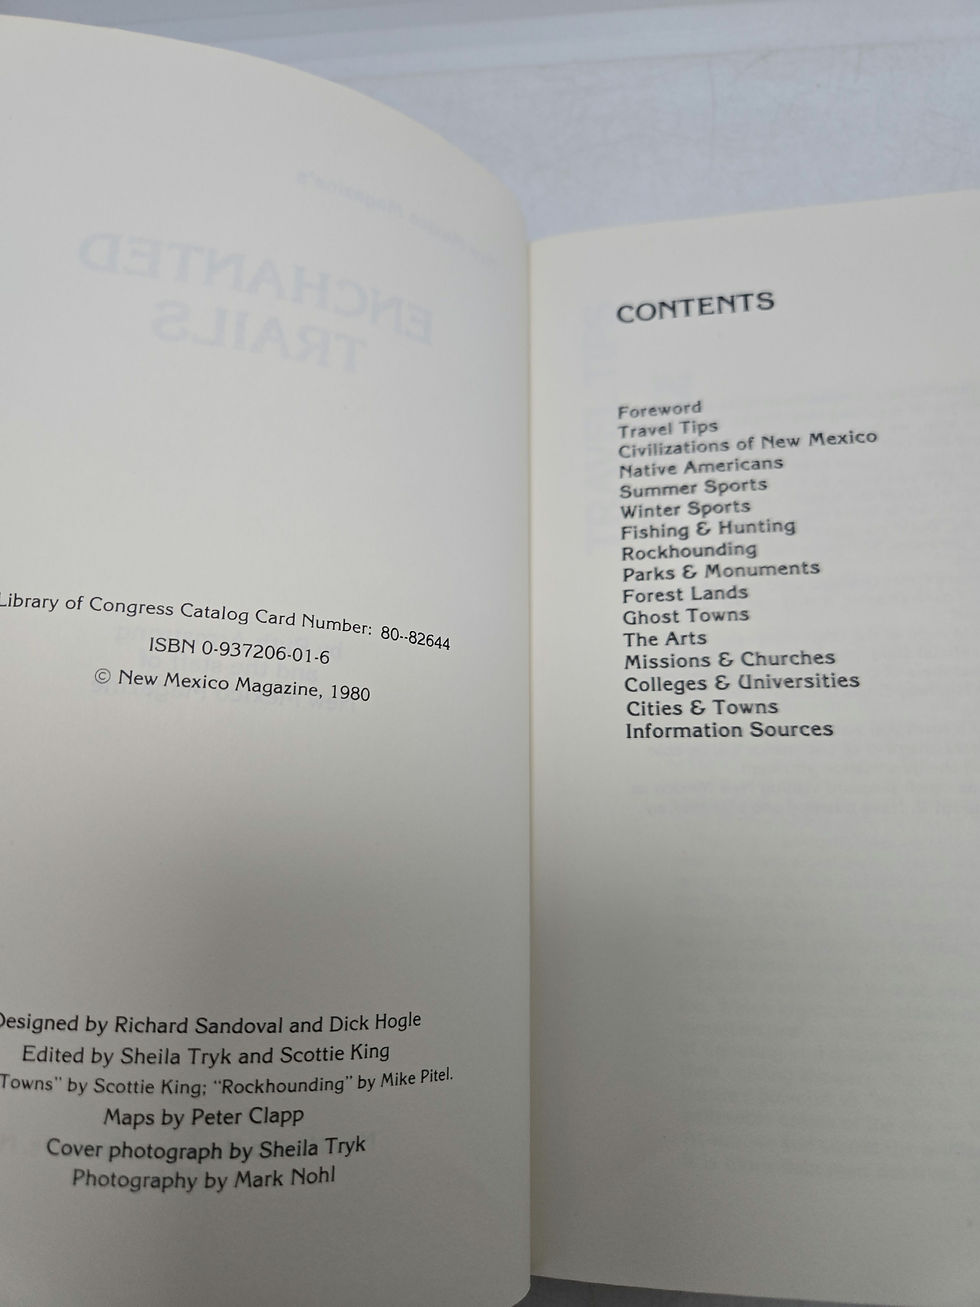 Library of Congress Catalog Card Number: 80--82644
ISBN 0-937206-01-6
© New Mexico Magazine, 1980
Designed by Richard Sandoval and Dick Hogle
Edited by Sheila Tryk and Scottie King
Towns" by Scottie King; "Rockhounding" by Mike Pitel.
Maps by Peter Clapp
Cover photograph by Sheila Tryk
Photography by Mark Nohl
CONTENTS
Foreword
Travel Tips
Civilizations of New Mexico
Native Americans
Summer Sports
Winter Sports
Fishing & Hunting
Rockhounding
Parks & Monuments
Forest Lands
Ghost Towns
The Arts
Missions & Churches
Colleges & Universities
Cities & Towns
Information Sources